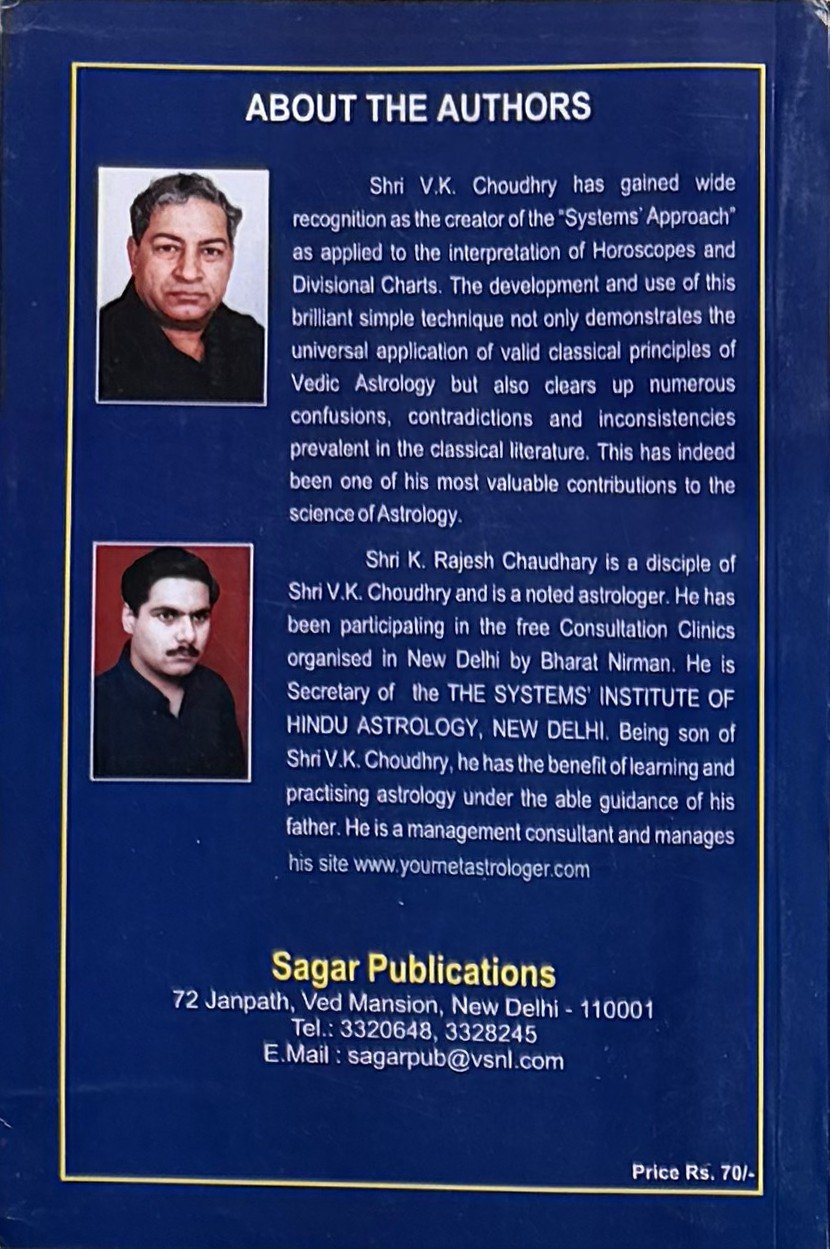 ABOUT THE AUTHORS
Shri V.K. Choudhry has gained wide
recognition as the creator of the "Systems' Approach"
as applied to the interpretation of Horoscopes and
Divisional Charts. The development and use of this
brilliant simple technique not only demonstrates the
universal application of valid classical principles of
Vedic Astrology but also clears up numerous
confusions, contradictions and inconsistencies
prevalent in the classical literature. This has indeed
been one of his most valuable contributions to the
science of Astrology.
Shri K. Rajesh Chaudhary is a disciple of
Shri V.K. Choudhry and is a noted astrologer. He has
been participating in the free Consultation Clinics
organised in New Delhi by Bharat Nirman. He is
Secretary of the THE SYSTEMS' INSTITUTE OF
HINDU ASTROLOGY, NEW DELHI. Being son of
Shri V.K. Choudhry, he has the benefit of learning and
practising astrology under the able guidance of his
father. He is a management consultant and manages
his site www.yournetastrologer.com
Sagar Publications
72 Janpath, Ved Mansion, New Delhi - 110001
Tel.: 3320648, 3328245
E.Mail : sagarpub@vsnl.com
Price Rs. 70/-